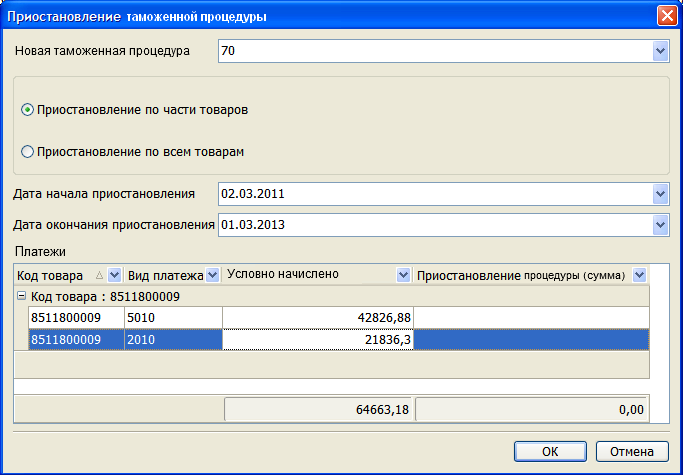 Приостановление таможенной процедуры
Новая таможенная процедура 70
Приостановление по части товаров
Приостановление по всем товарам
Дата начала приостановления 02.03.2011
Дата окончания приостановления 01.03.2013
Платежи
Код товара Вид платежа Условно начислено Приостановление процедуры (сумма)
Код товара : 8511800009
8511800009 5010 42826,88
8511800009 2010 21836,3
64663,18 0,00
ОК Отмена